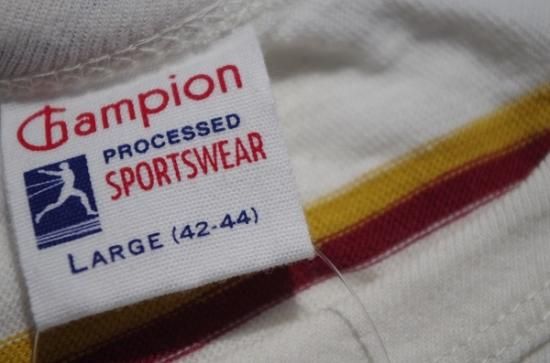 Champion
PROCESSED
SPORTSWEAR
LARGE (42-44)